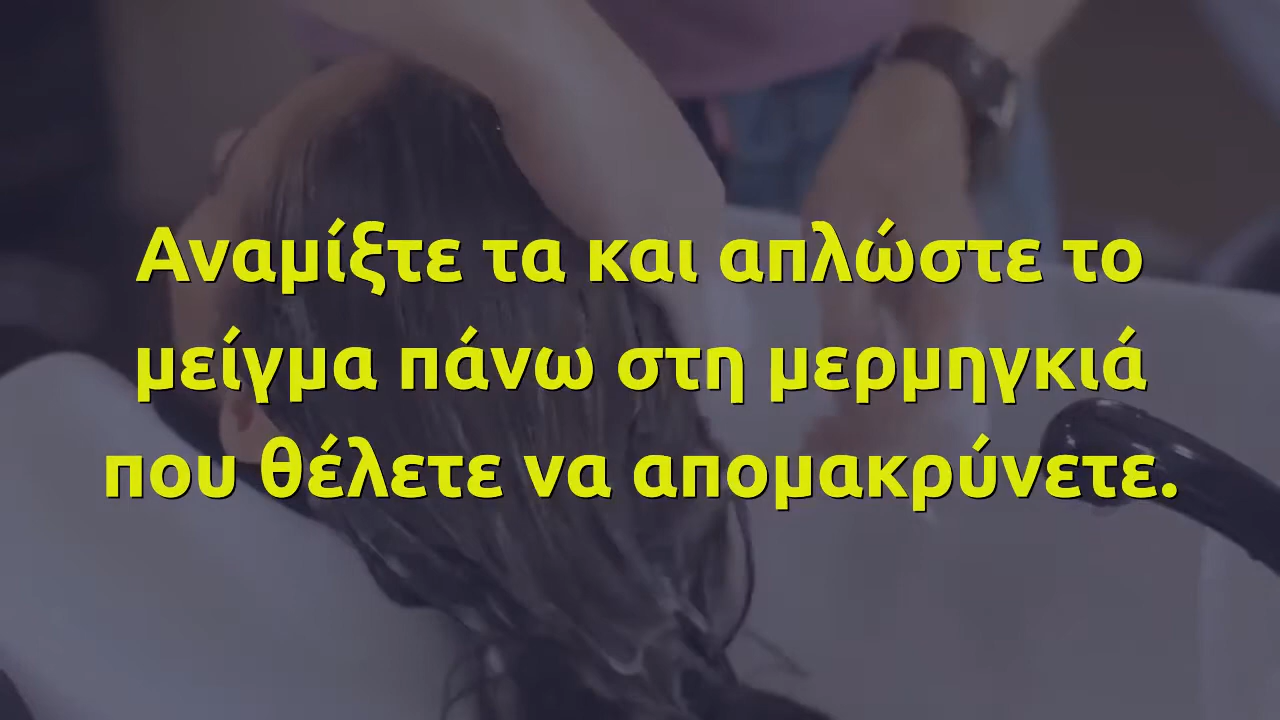 Αναμίξτε τα και απλώστε το
μείγμα πάνω στη μερμηγκιά
που θέλετε να απομακρύνετε.